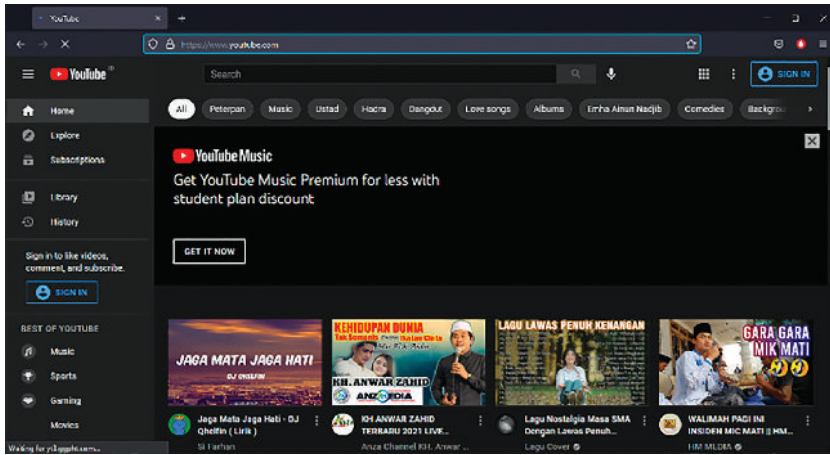 YouTube
https://www.youtube.com
YouTube ID
Search
SIGN IN
Home
Explore
Subscriptions
Library
History
Sign in to like videos,
comment, and subscribe.
SIGN IN
BEST OF YOUTUBE
Music
Sports
Gaming
Movies
All Peterpan Music Ustad Hadra Dangdut Love songs Albums Emha Ainun Nadjib Comedies
YouTube Music
Get YouTube Music Premium for less with
student plan discount
GET IT NOW
JAGA MATA JAGA HATI
DJ QHELFIN
KEHIDUPAN DUNIA
KH. ANWAR ZAHID
LAGU LAWAS PENUH KENANGAN
GARA GARA
MIK MATI
Jaga Mata Jaga Hati - DJ
Qhelfin ( Lirik )
Si Farhan
KH ANWAR ZAHID
TERBARU 2021 LIVE...
Anza Channel KH. Anwar ...
Lagu Nostalgia Masa SMA
Dengan Lawas Penuh...
Lagu Cover
WALIMAH PAGI INI
INSIDEN MIC MATI || HM...
HM MEDIA